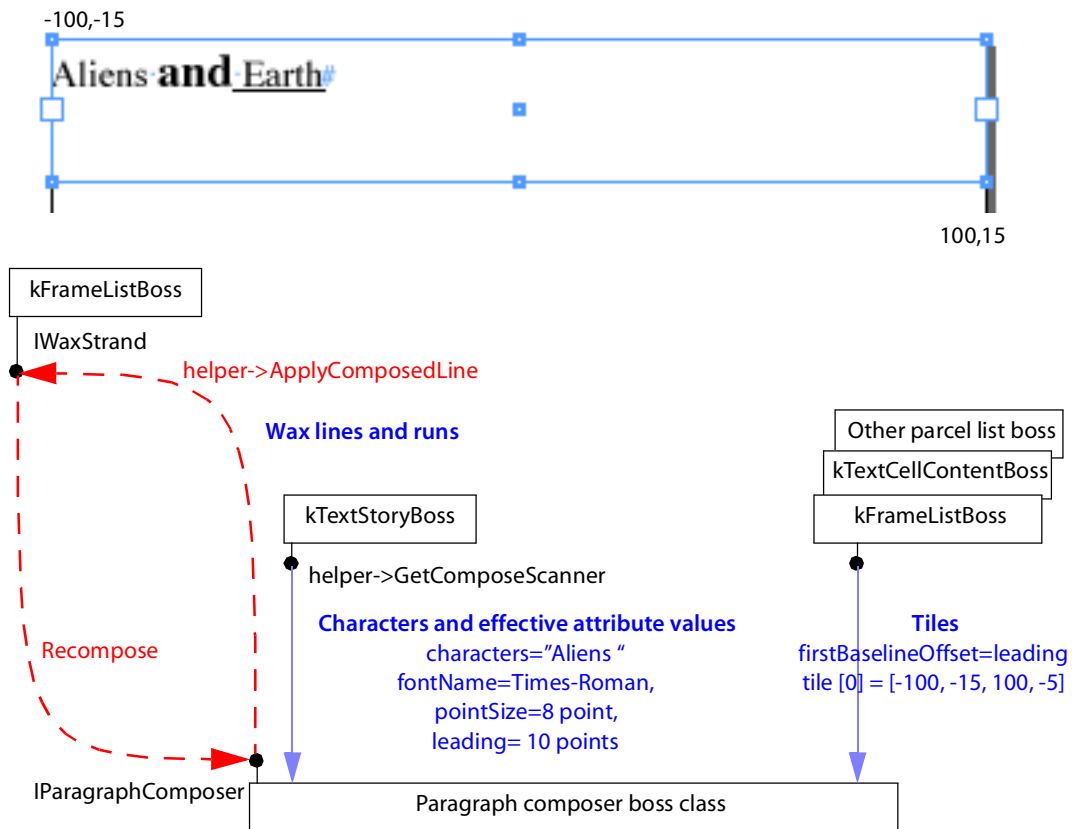 -100,-15
Aliens and Earth#
100,15
kFrameListBoss
IWaxStrand
helper->ApplyComposedLine
Wax lines and runs
Other parcel list boss
kTextCellContentBoss
kFrameListBoss
kTextStoryBoss
helper->GetComposeScanner
Characters and effective attribute values
characters=”Aliens “
fontName=Times-Roman,
pointSize=8 point,
leading= 10 points
Tiles
firstBaselineOffset=leading
tile [0] = [-100, -15, 100, -5]
Recompose
IParagraphComposer
Paragraph composer boss class